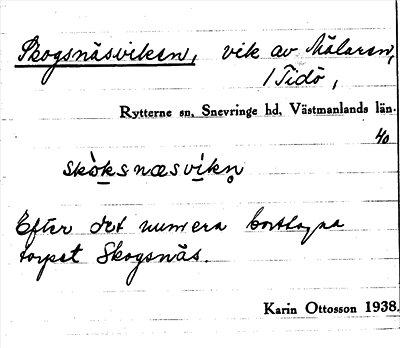 Skogsnäsviken, vik av Mälaren,
/ Tidö,
Rytterne sn, Snevringe hd, Västmanlands län.
40
skòksnæsvìkn̥
Efter det numera borttagna
torpet Skogsnäs.
Karin Ottosson 1938.